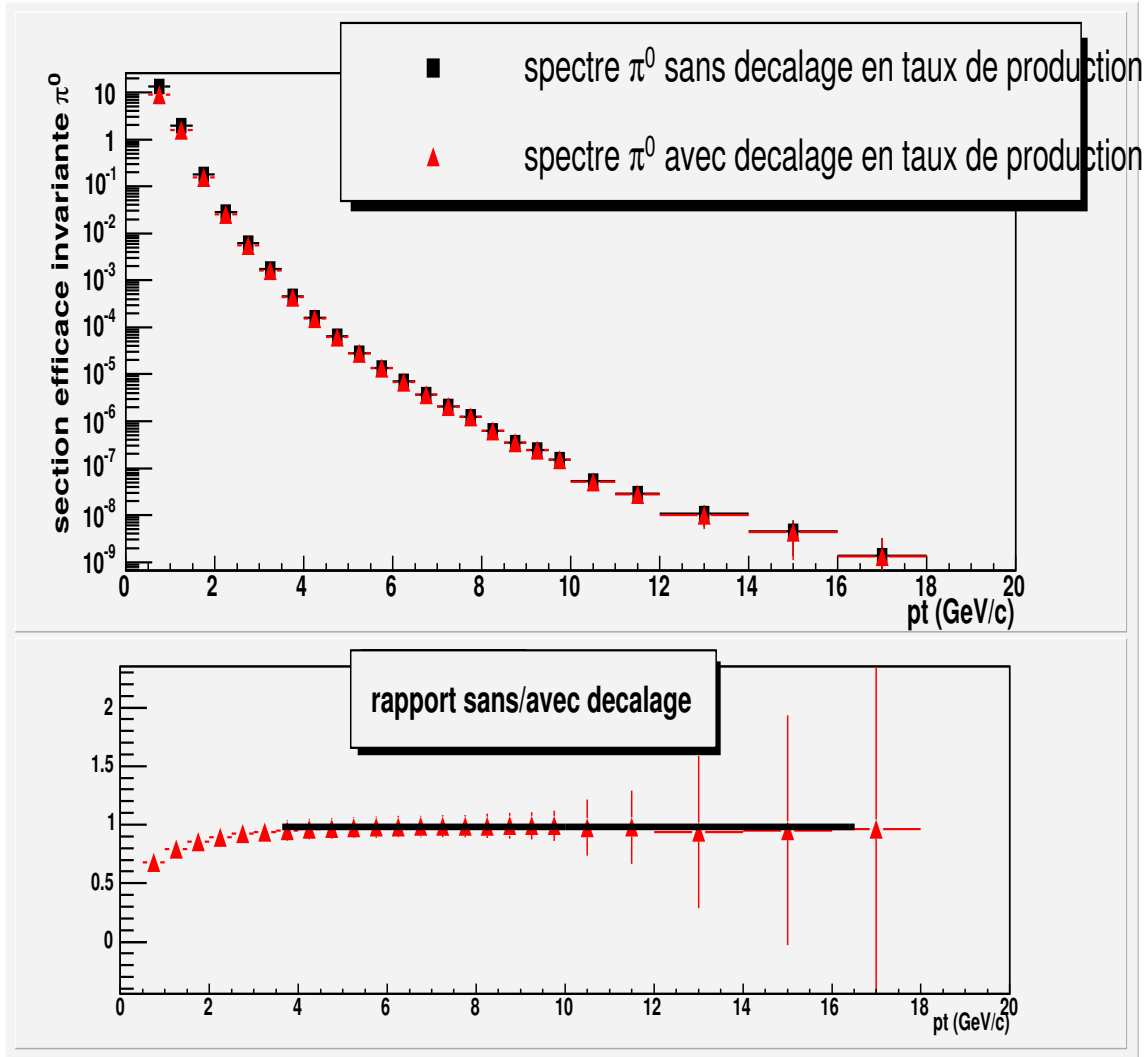 spectre π⁰ sans decalage en taux de production
spectre π⁰ avec decalage en taux de production
section efficace invariante π⁰
10
1
10⁻¹
10⁻²
10⁻³
10⁻⁴
10⁻⁵
10⁻⁶
10⁻⁷
10⁻⁸
10⁻⁹
0 2 4 6 8 10 12 14 16 18 20
pt (GeV/c)
rapport sans/avec decalage
2
1.5
1
0.5
0
0 2 4 6 8 10 12 14 16 18 20
pt (GeV/c)